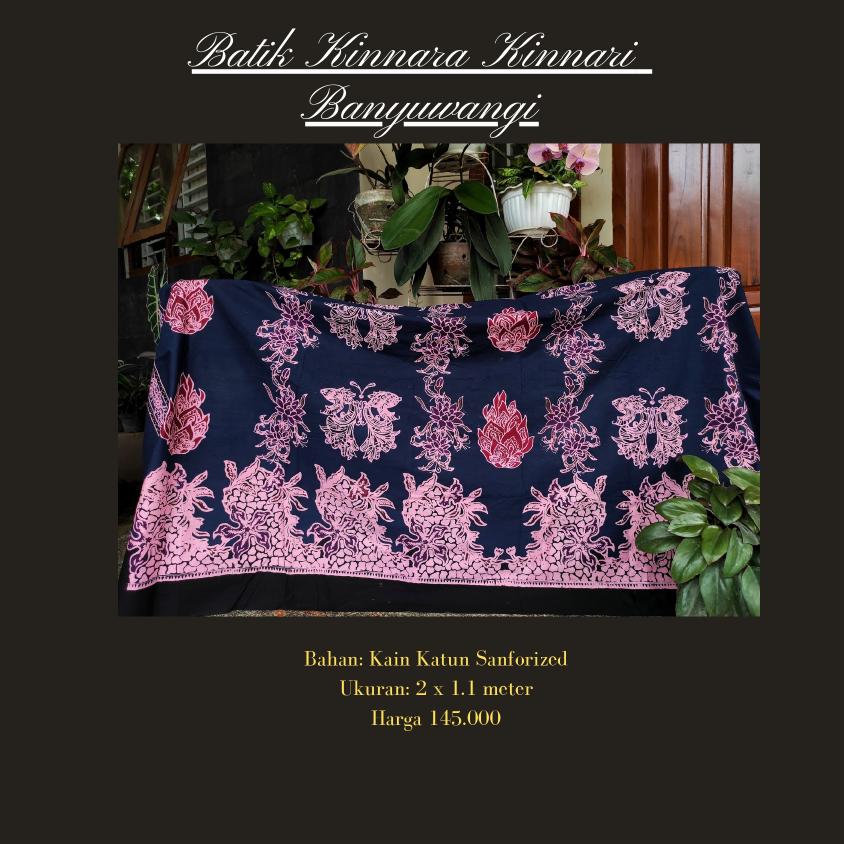 Batik Kinnara Kinnari
Banyuwangi
Bahan: Kain Katun Sanforized
Ukuran: 2 x 1.1 meter
Harga 145.000